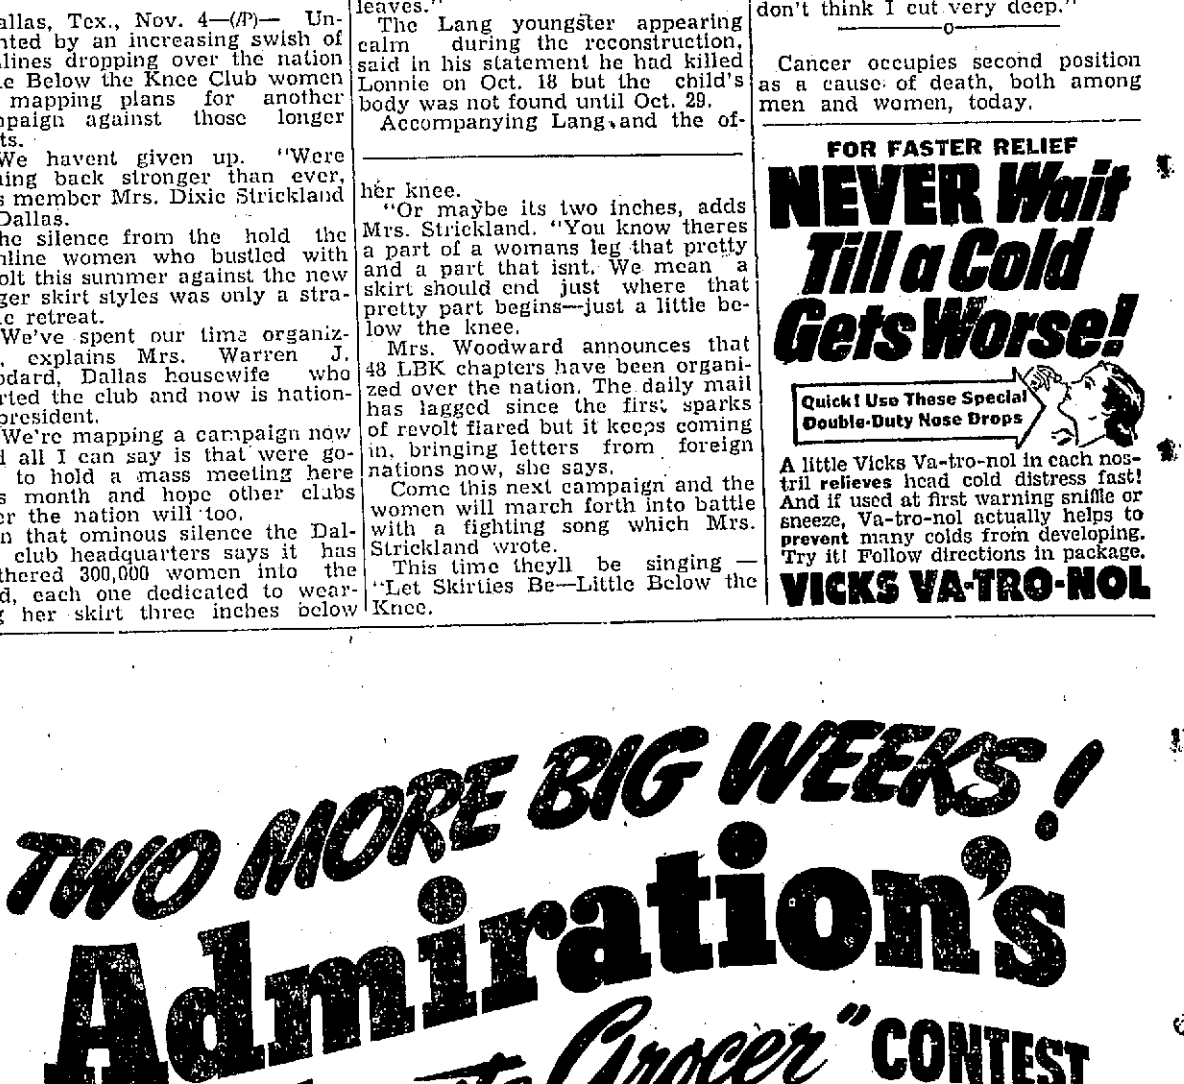 allas, Tex., Nov. 4—(/P)— Un-
nted by an increasing swish of
lines dropping over the nation
e Below the Knee Club women
mapping plans for another
paign against those longer
ts.
We havent given up. "Were
ing back stronger than ever,
s member Mrs. Dixie Strickland
Dallas.
he silence from the hold the
nline women who bustled with
olt this summer against the new
ger skirt styles was only a stra-
ic retreat.
We've spent our time organiz-
, explains Mrs. Warren J.
odard, Dallas housewife who
rted the club and now is nation-
president.
We're mapping a campaign now
d all I can say is that were go-
to hold a mass meeting here
s month and hope other clubs
er the nation will too.
n that ominous silence the Dal-
club headquarters says it has
thered 300,000 women into the
d, each one dedicated to wear-
g her skirt three inches below
leaves."
The Lang youngster appearing
calm during the reconstruction,
said in his statement he had killed
Lonnie on Oct. 18 but the child's
body was not found until Oct. 29.
Accompanying Lang and the of-
her knee.
"Or maybe its two inches, adds
Mrs. Strickland. "You know theres
a part of a womans leg that pretty
and a part that isnt. We mean a
skirt should end just where that
pretty part begins—just a little be-
low the knee.
Mrs. Woodward announces that
48 LBK chapters have been organi-
zed over the nation. The daily mail
has lagged since the first sparks
of revolt flared but it keeps coming
in, bringing letters from foreign
nations now, she says.
Come this next campaign and the
women will march forth into battle
with a fighting song which Mrs.
Strickland wrote.
This time theyll be singing —
"Let Skirties Be—Little Below the
Knee.
don't think I cut very deep."
Cancer occupies second position
as a cause of death, both among
men and women, today.
FOR FASTER RELIEF
NEVER Wait
Till a Cold
Gets Worse!
Quick! Use These Special
Double-Duty Nose Drops
A little Vicks Va-tro-nol in each nos-
tril relieves head cold distress fast!
And if used at first warning sniffle or
sneeze, Va-tro-nol actually helps to
prevent many colds from developing.
Try it! Follow directions in package.
VICKS VA-TRO-NOL
TWO MORE BIG WEEKS!
Admiration's
Grocer" CONTEST